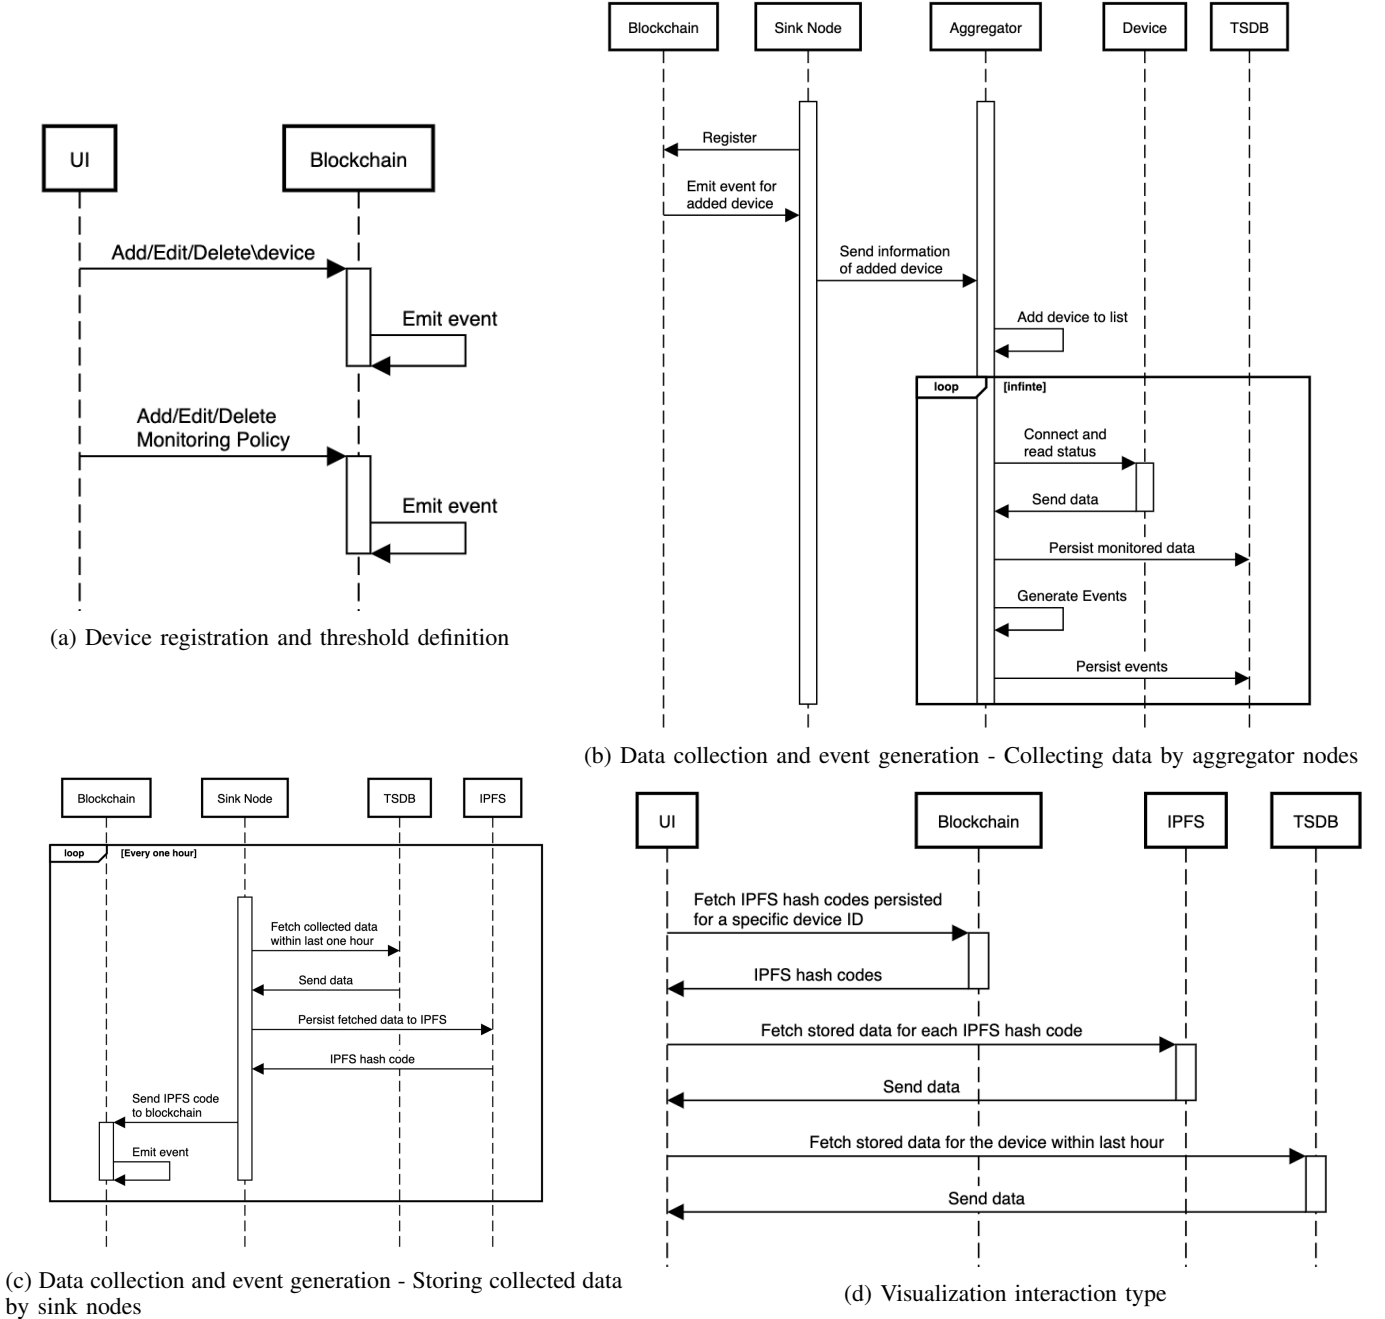 UI
Blockchain
Add/Edit/Delete\device
Emit event
Add/Edit/Delete
Monitoring Policy
Emit event
(a) Device registration and threshold definition
Blockchain
Sink Node
Aggregator
Device
TSDB
Register
Emit event for
added device
Send information
of added device
Add device to list
loop
[infinte]
Connect and
read status
Send data
Persist monitored data
Generate Events
Persist events
(b) Data collection and event generation - Collecting data by aggregator nodes
Blockchain
Sink Node
TSDB
IPFS
loop
[Every one hour]
Fetch collected data
within last one hour
Send data
Persist fetched data to IPFS
IPFS hash code
Send IPFS code
to blockchain
Emit event
(c) Data collection and event generation - Storing collected data
by sink nodes
UI
Blockchain
IPFS
TSDB
Fetch IPFS hash codes persisted
for a specific device ID
IPFS hash codes
Fetch stored data for each IPFS hash code
Send data
Fetch stored data for the device within last hour
Send data
(d) Visualization interaction type